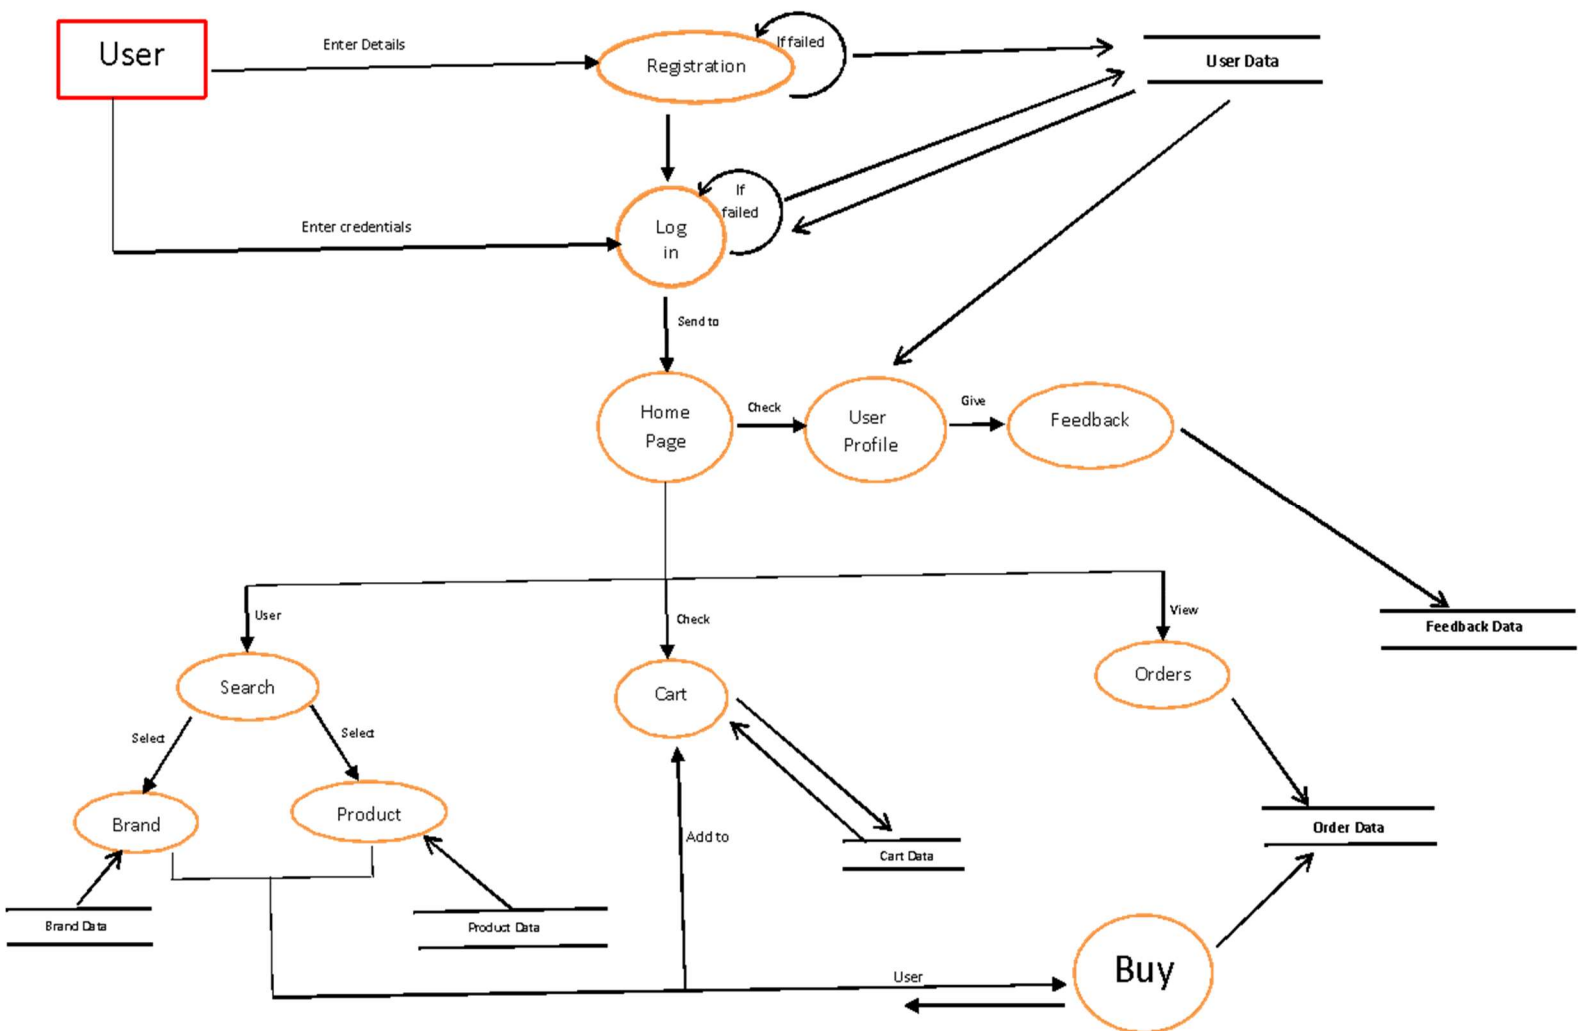 User
Enter Details
Registration
If failed
User Data
If
failed
Log
in
Enter credentials
Send to
Home
Page
Check
User
Profile
Give
Feedback
User
Check
View
Feedback Data
Search
Cart
Orders
Select
Select
Brand
Product
Add to
Cart Data
Order Data
Brand Data
Product Data
User
Buy